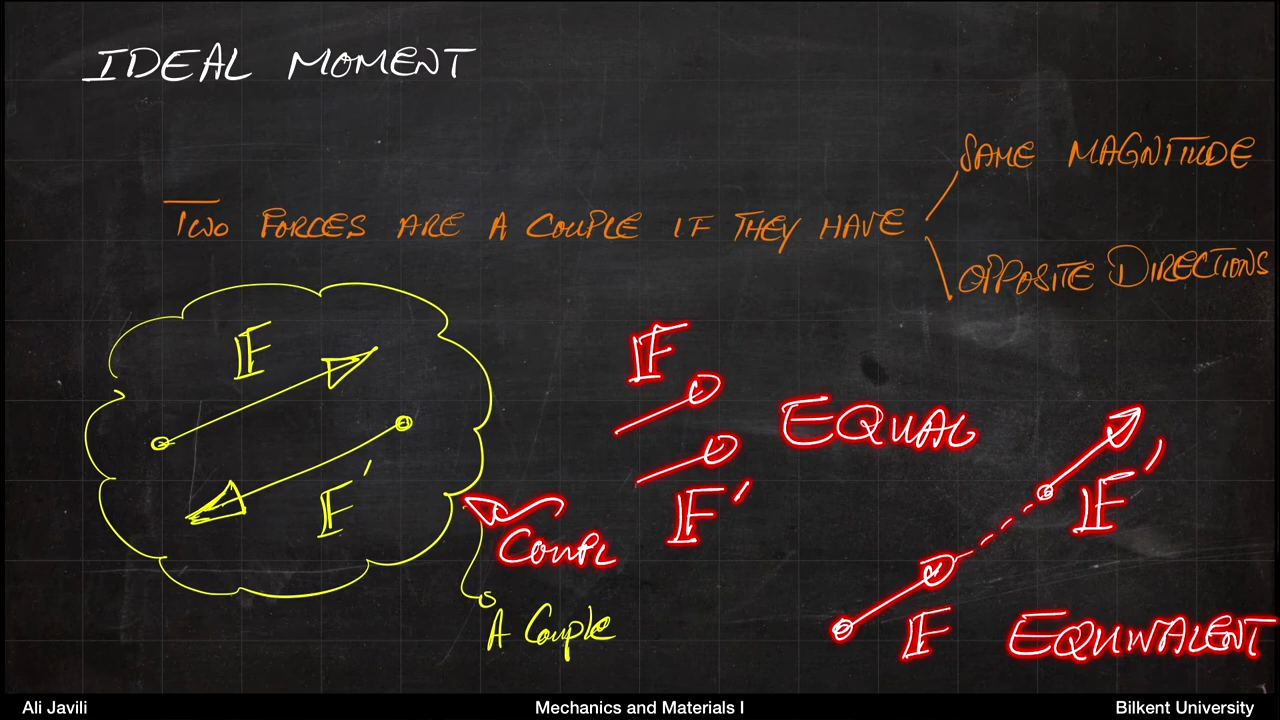 IDEAL MOMENT
SAME MAGNITUDE
TWO FORCES ARE A COUPLE IF THEY HAVE
OPPOSITE DIRECTIONS
F
F'
A Couple
F
F'
EQUAL
COUPL
F'
F
EQUIVALENT
Ali Javili
Mechanics and Materials I
Bilkent University